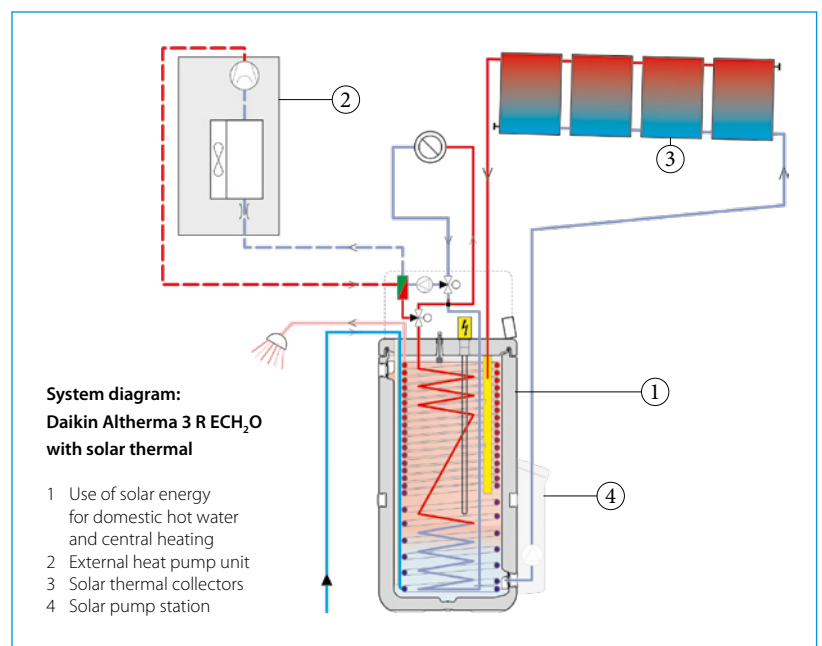 2
3
1
4
System diagram:
Daikin Altherma 3 R ECH₂O
with solar thermal
1 Use of solar energy
for domestic hot water
and central heating
2 External heat pump unit
3 Solar thermal collectors
4 Solar pump station